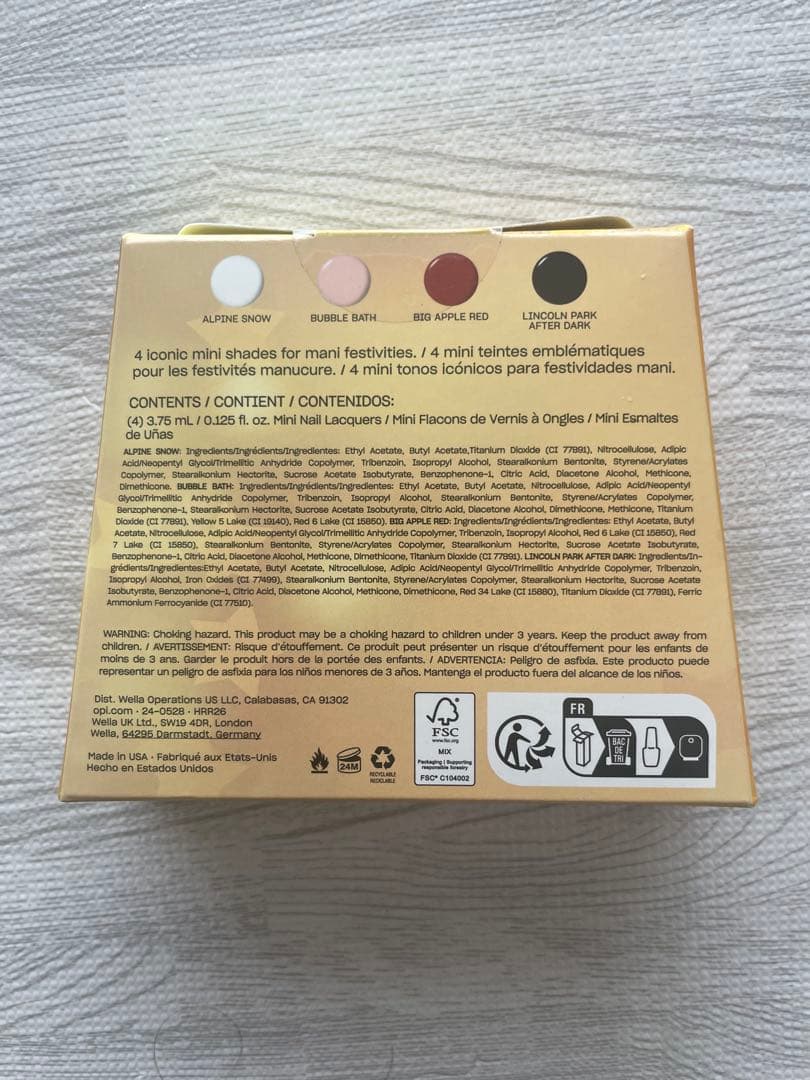 ALPINE SNOW
BUBBLE BATH
BIG APPLE RED
LINCOLN PARK
AFTER DARK
4 iconic mini shades for mani festivities. / 4 mini teintes emblématiques
pour les festivités manucure. / 4 mini tonos icónicos para festividades mani.
CONTENTS / CONTIENT / CONTENIDOS:
(4) 3.75 mL / 0.125 fl. oz. Mini Nail Lacquers / Mini Flacons de Vernis à Ongles / Mini Esmaltes
de Uñas
ALPINE SNOW: Ingredients/Ingrédients/Ingredientes: Ethyl Acetate, Butyl Acetate,Titanium Dioxide (CI 77891), Nitrocellulose, Adipic
Acid/Neopentyl Glycol/Trimellitic Anhydride Copolymer, Tribenzoin, Isopropyl Alcohol, Stearalkonium Bentonite, Styrene/Acrylates
Copolymer, Stearalkonium Hectorite, Sucrose Acetate Isobutyrate, Benzophenone-1, Citric Acid, Diacetone Alcohol, Methicone,
Dimethicone. BUBBLE BATH: Ingredients/Ingrédients/Ingredientes: Ethyl Acetate, Butyl Acetate, Nitrocellulose, Adipic Acid/Neopentyl
Glycol/Trimellitic Anhydride Copolymer, Tribenzoin, Isopropyl Alcohol, Stearalkonium Bentonite, Styrene/Acrylates Copolymer,
Benzophenone-1, Stearalkonium Hectorite, Sucrose Acetate Isobutyrate, Citric Acid, Diacetone Alcohol, Dimethicone, Methicone, Titanium
Dioxide (CI 77891), Yellow 5 Lake (CI 19140), Red 6 Lake (CI 15850). BIG APPLE RED: Ingredients/Ingrédients/Ingredientes: Ethyl Acetate, Butyl
Acetate, Nitrocellulose, Adipic Acid/Neopentyl Glycol/Trimellitic Anhydride Copolymer, Tribenzoin, Isopropyl Alcohol, Red 6 Lake (CI 15850), Red
7 Lake (CI 15850), Stearalkonium Bentonite, Styrene/Acrylates Copolymer, Stearalkonium Hectorite, Sucrose Acetate Isobutyrate,
Benzophenone-1, Citric Acid, Diacetone Alcohol, Methicone, Dimethicone, Titanium Dioxide (CI 77891). LINCOLN PARK AFTER DARK: Ingredients/In-
grédients/Ingredientes:Ethyl Acetate, Butyl Acetate, Nitrocellulose, Adipic Acid/Neopentyl Glycol/Trimellitic Anhydride Copolymer, Tribenzoin,
Isopropyl Alcohol, Iron Oxides (CI 77499), Stearalkonium Bentonite, Styrene/Acrylates Copolymer, Stearalkonium Hectorite, Sucrose Acetate
Isobutyrate, Benzophenone-1, Citric Acid, Diacetone Alcohol, Methicone, Dimethicone, Red 34 Lake (CI 15880), Titanium Dioxide (CI 77891), Ferric
Ammonium Ferrocyanide (CI 77510).
WARNING: Choking hazard. This product may be a choking hazard to children under 3 years. Keep the product away from
children. / AVERTISSEMENT: Risque d'étouffement. Ce produit peut présenter un risque d'étouffement pour les enfants de
moins de 3 ans. Garder le produit hors de la portée des enfants. / ADVERTENCIA: Peligro de asfixia. Este producto puede
representar un peligro de asfixia para los niños menores de 3 años. Mantenga el producto fuera del alcance de los niños.
Dist. Wella Operations US LLC, Calabasas, CA 91302
opi.com · 24-0528 · HRR26
Wella UK Ltd., SW19 4DR, London
Wella, 64295 Darmstadt, Germany
Made in USA · Fabriqué aux Etats-Unis
Hecho en Estados Unidos
24M
RECYCLABLE
RECICLABLE
FSC
www.fsc.org
MIX
Packaging | Supporting
responsible forestry
FSC® C104002
FR
BAC
DE
TRI